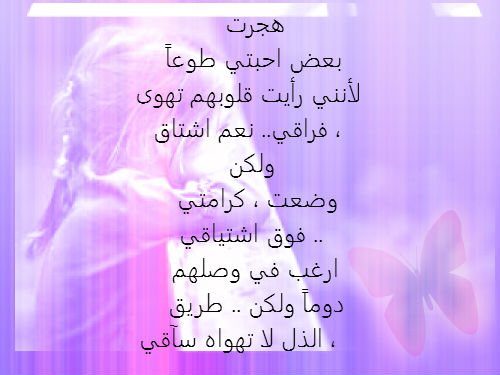 هجرت
بعض احبتي طوعاً
لأنني رأيت قلوبهم تهوى
، فراقي.. نعم اشتاق
ولكن
وضعت ، كرامتي
.. فوق اشتياقي
ارغب في وصلهم
دوماً ولكن .. طريق
، الذل لا تهواه سآقي